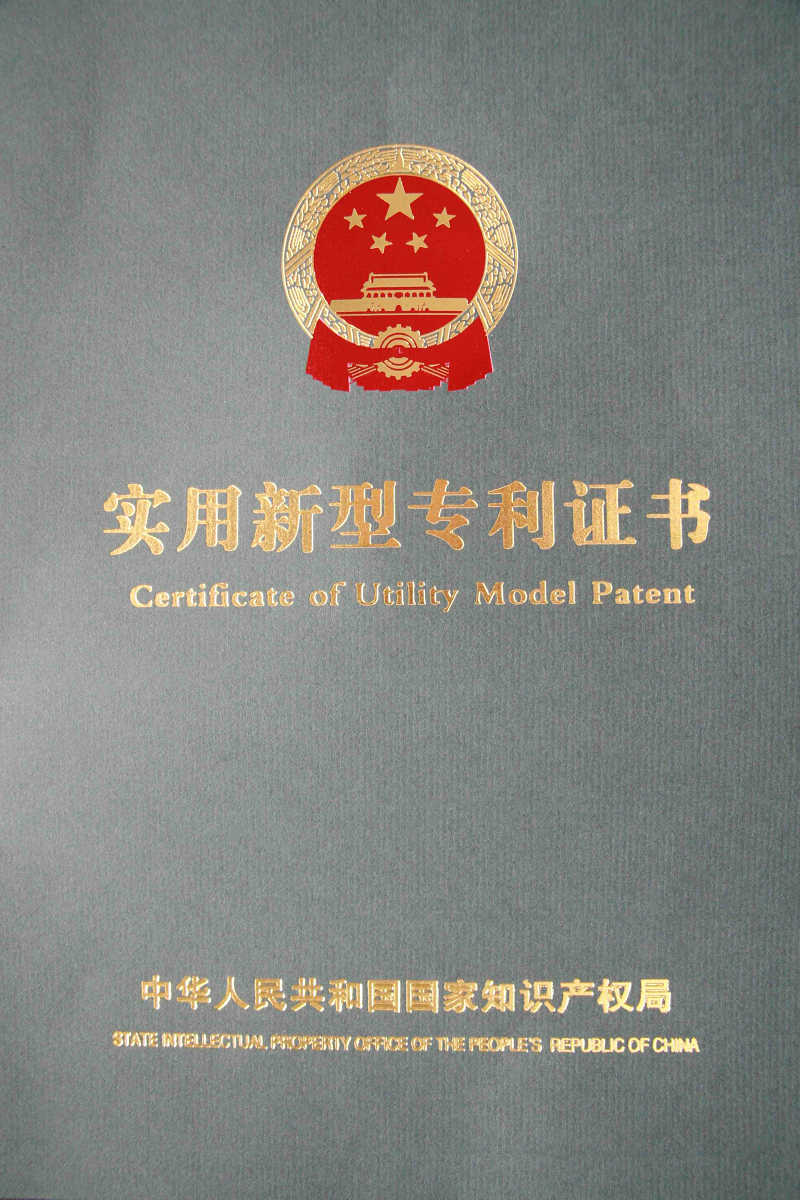 实用新型专利证书
Certificate of Utility Model Patent
中华人民共和国国家知识产权局
STATE INTELLECTUAL PROPERTY OFFICE OF THE PEOPLE'S REPUBLIC OF CHINA